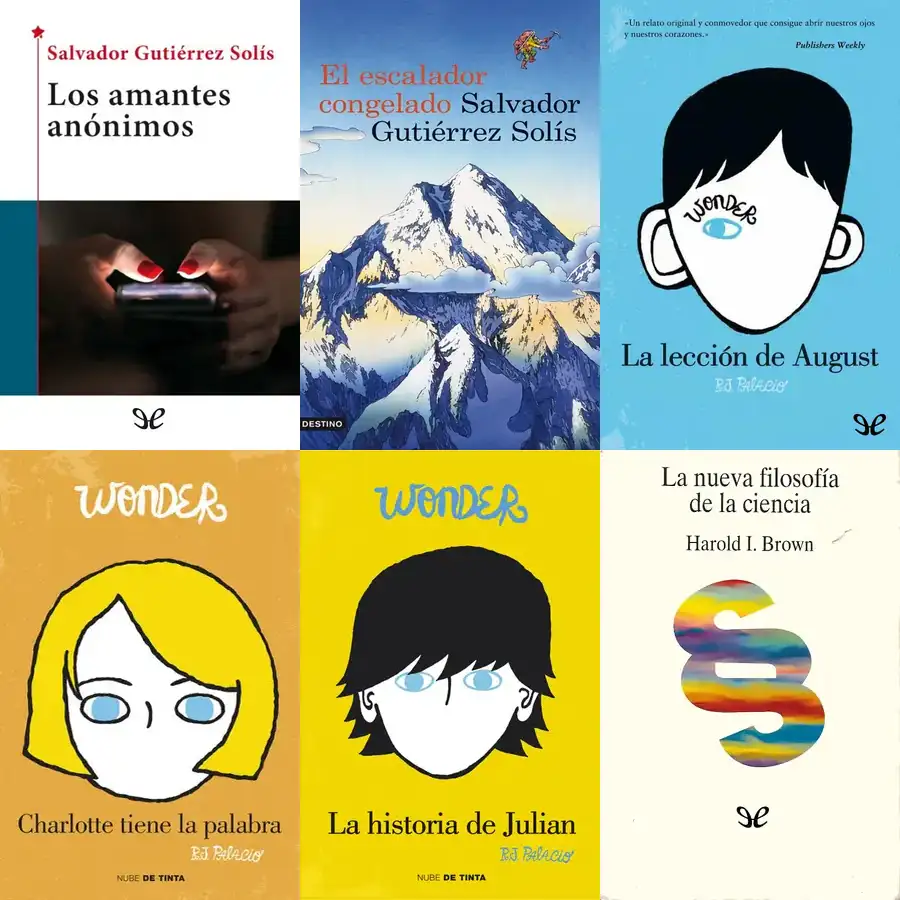 Salvador Gutiérrez Solís
Los amantes
anónimos
El escalador
congelado Salvador
Gutiérrez Solís
DESTINO
«Un relato original y conmovedor que consigue abrir nuestros ojos
y nuestros corazones.»
Publishers Weekly
WONDER
La lección de August
R.J. Palacio
WONDER
Charlotte tiene la palabra
R.J. Palacio
NUBE DE TINTA
WONDER
La historia de Julian
R.J. Palacio
NUBE DE TINTA
La nueva filosofía
de la ciencia
Harold I. Brown